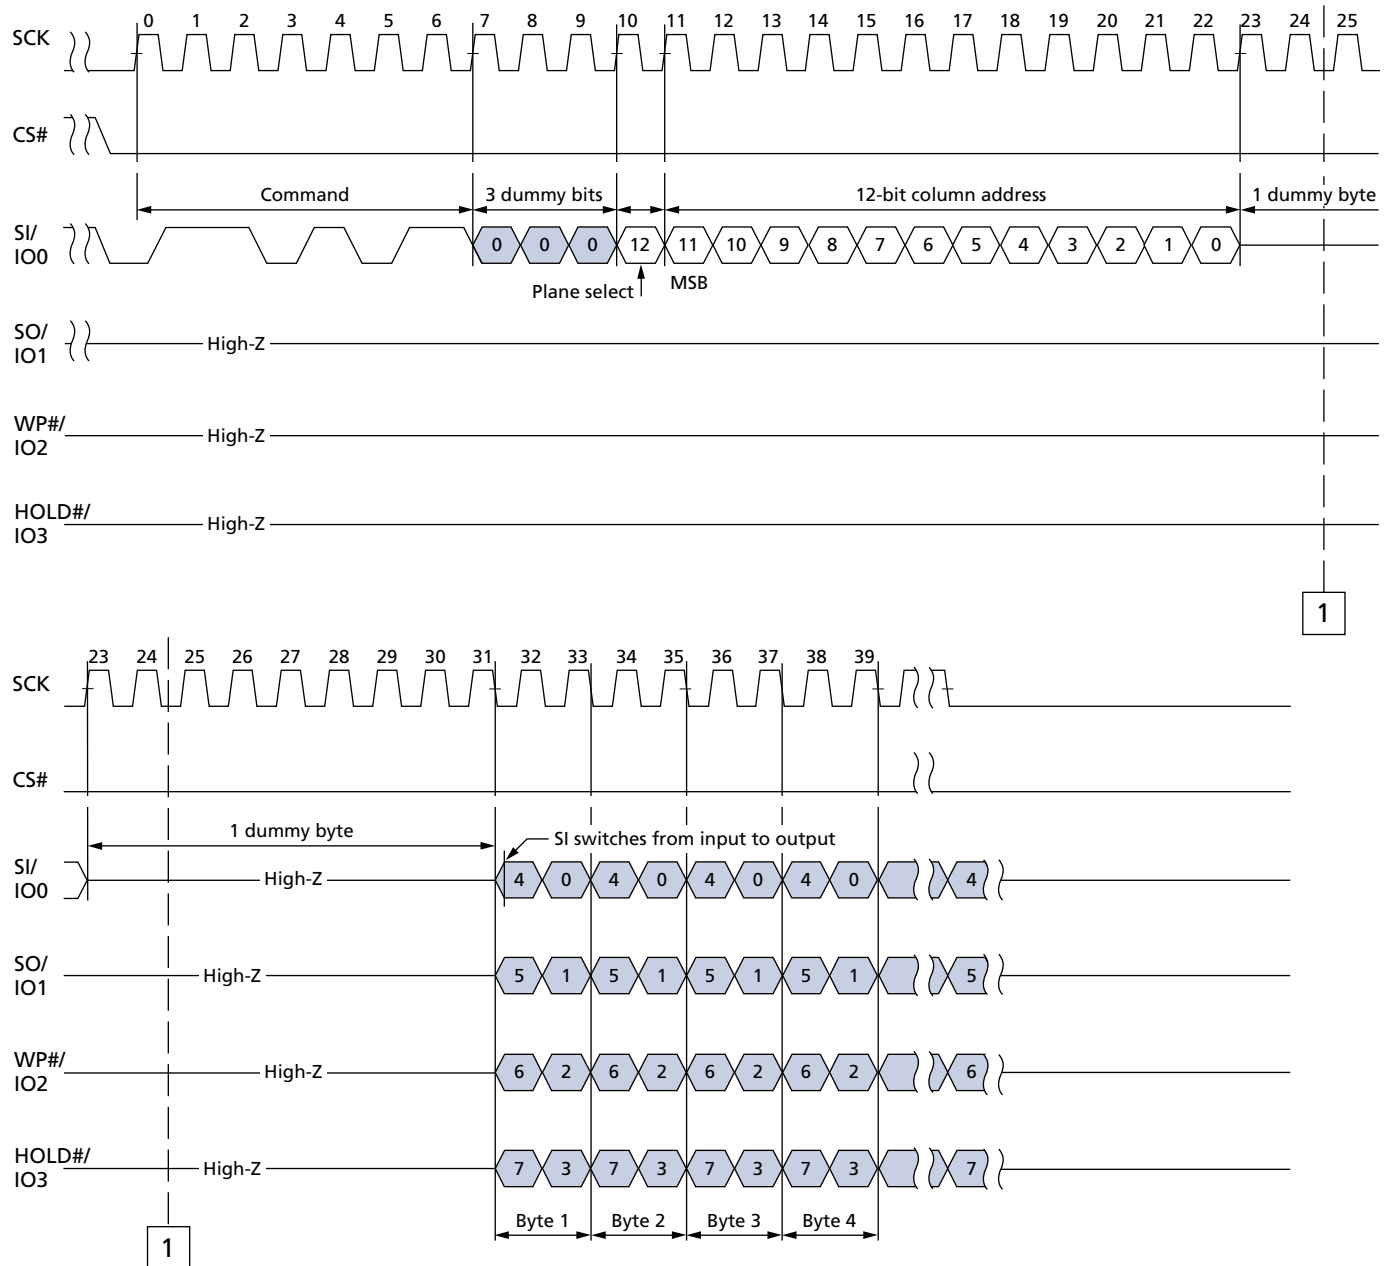 0 1 2 3 4 5 6 7 8 9 10 11 12 13 14 15 16 17 18 19 20 21 22 23 24 25
SCK
CS#
Command 3 dummy bits 12-bit column address 1 dummy byte
SI/
IO0
0 0 0 12 11 10 9 8 7 6 5 4 3 2 1 0
Plane select
MSB
SO/
IO1
High-Z
WP#/
IO2
High-Z
HOLD#/
IO3
High-Z
1
23 24 25 26 27 28 29 30 31 32 33 34 35 36 37 38 39
SCK
CS#
1 dummy byte
SI switches from input to output
SI/
IO0
High-Z 4 0 4 0 4 0 4 0 4
SO/
IO1
High-Z 5 1 5 1 5 1 5 1 5
WP#/
IO2
High-Z 6 2 6 2 6 2 6 2 6
HOLD#/
IO3
High-Z 7 3 7 3 7 3 7 3 7
Byte 1 Byte 2 Byte 3 Byte 4
1